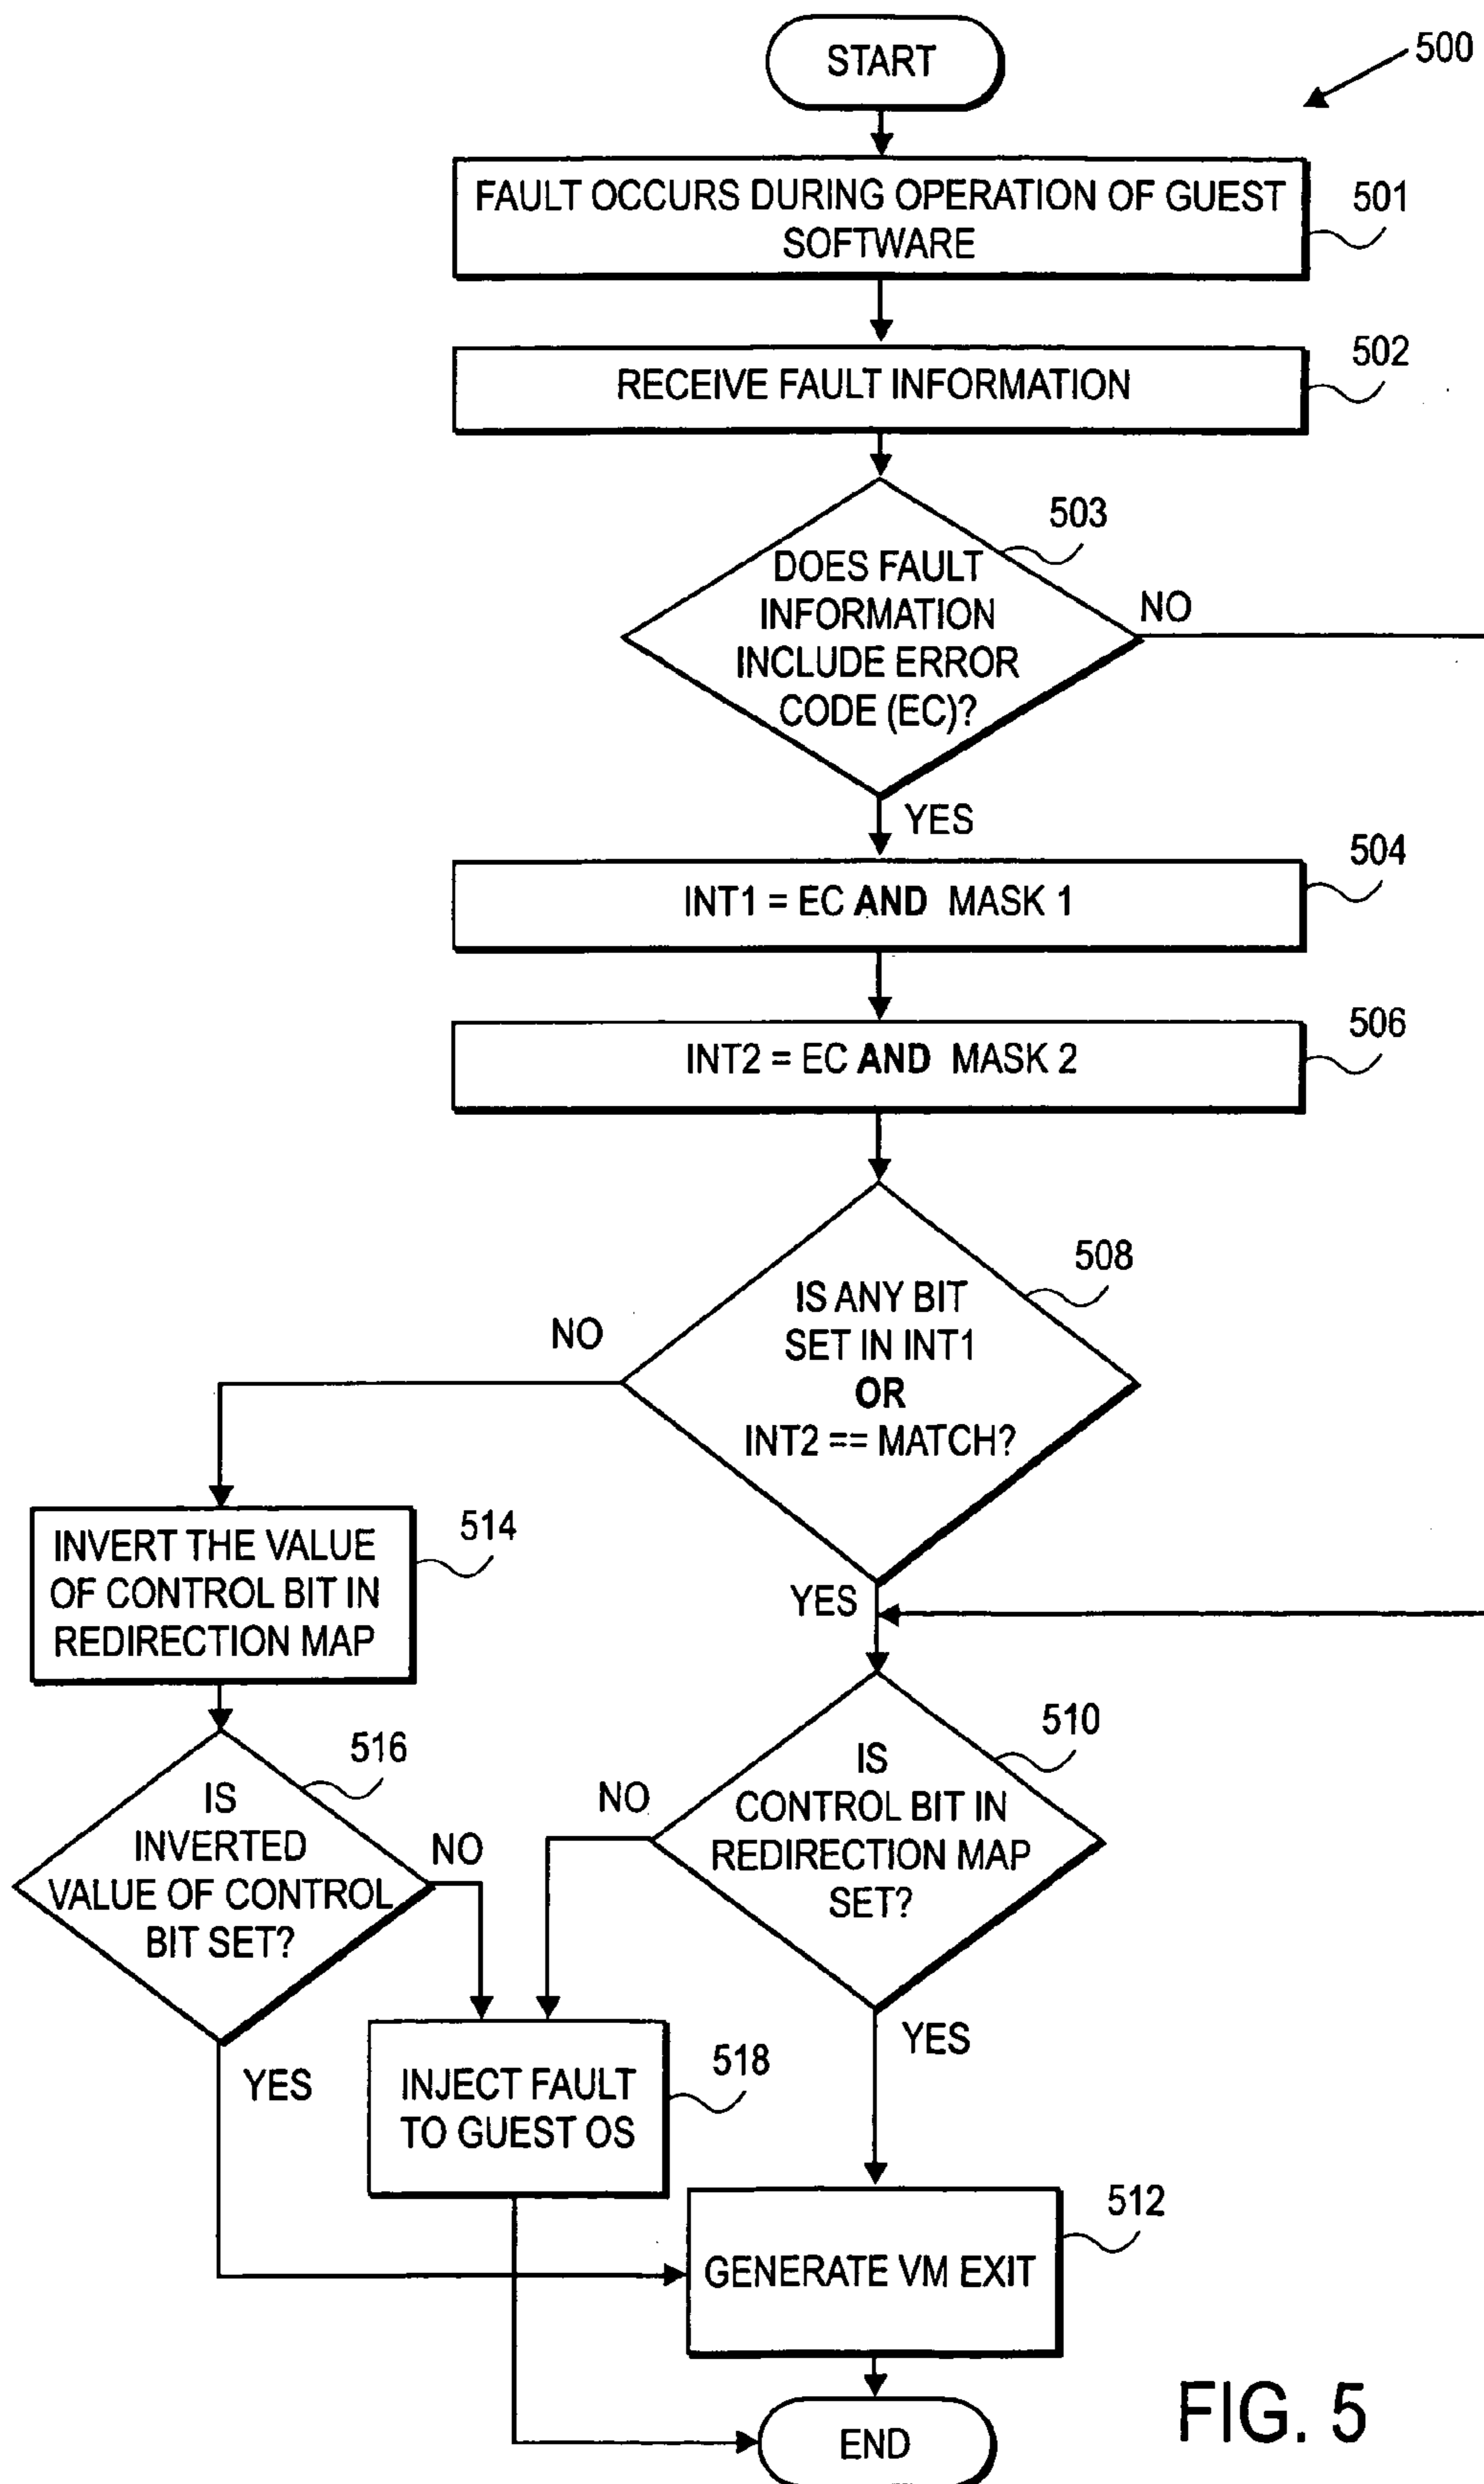 START
500
FAULT OCCURS DURING OPERATION OF GUEST
SOFTWARE
501
RECEIVE FAULT INFORMATION
502
503
DOES FAULT
INFORMATION
INCLUDE ERROR
CODE (EC)?
NO
YES
504
INT1 = EC AND MASK 1
506
INT2 = EC AND MASK 2
508
IS ANY BIT
SET IN INT1
OR
INT2 == MATCH?
NO
YES
514
INVERT THE VALUE
OF CONTROL BIT IN
REDIRECTION MAP
516
IS
INVERTED
VALUE OF CONTROL
BIT SET?
NO
YES
510
IS
CONTROL BIT IN
REDIRECTION MAP
SET?
NO
YES
518
INJECT FAULT
TO GUEST OS
512
GENERATE VM EXIT
END
FIG. 5